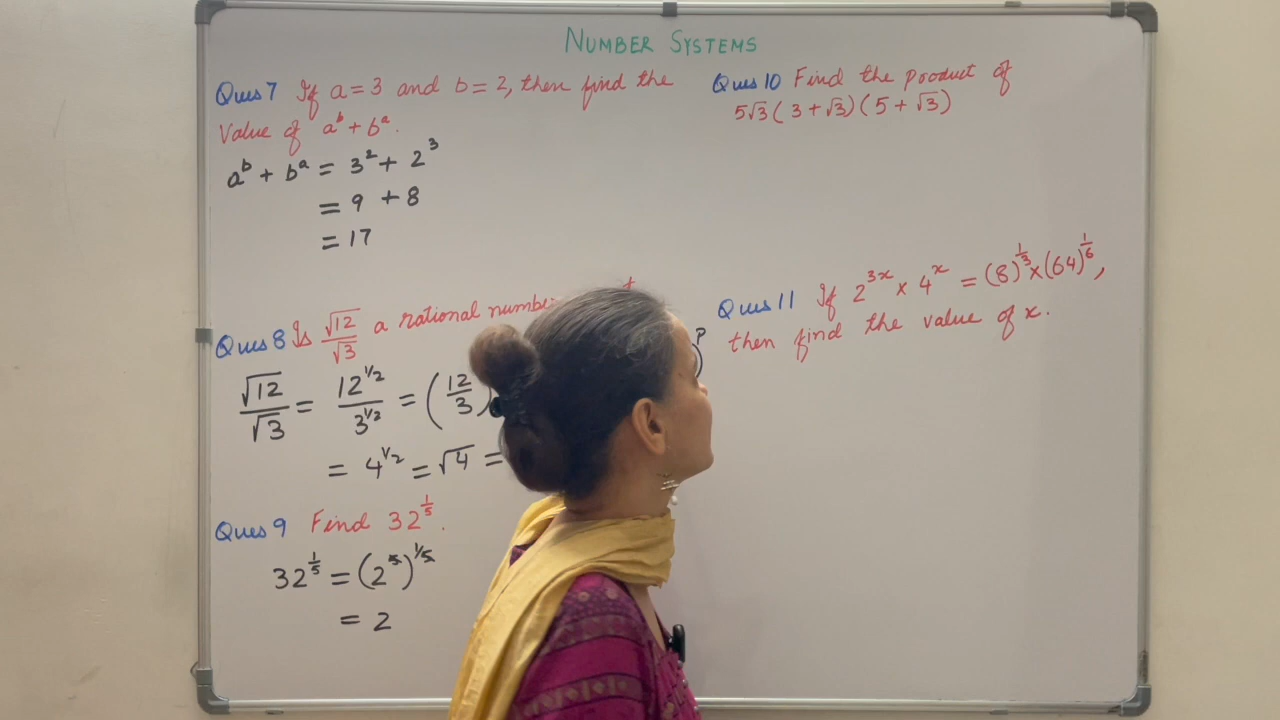 NUMBER SYSTEMS
Ques 7 If a = 3 and b = 2, then find the
value of a^b + b^a.
a^b + b^a = 3² + 2³
= 9 + 8
= 17
Ques 8 Is √12/√3 a rational
√12/√3 = 12^1/2 / 3^1/2 = (12/3)
= 4^1/2 = √4 =
Ques 9 Find 32^1/5.
32^1/5 = (2^5)^1/5
= 2
Ques 10 Find the product of
5√3(3 + √3)(5 + √3)
Ques 11 If 2^3x × 4^x = (8)^1/3 × (64)^1/6,
then find the value of x.